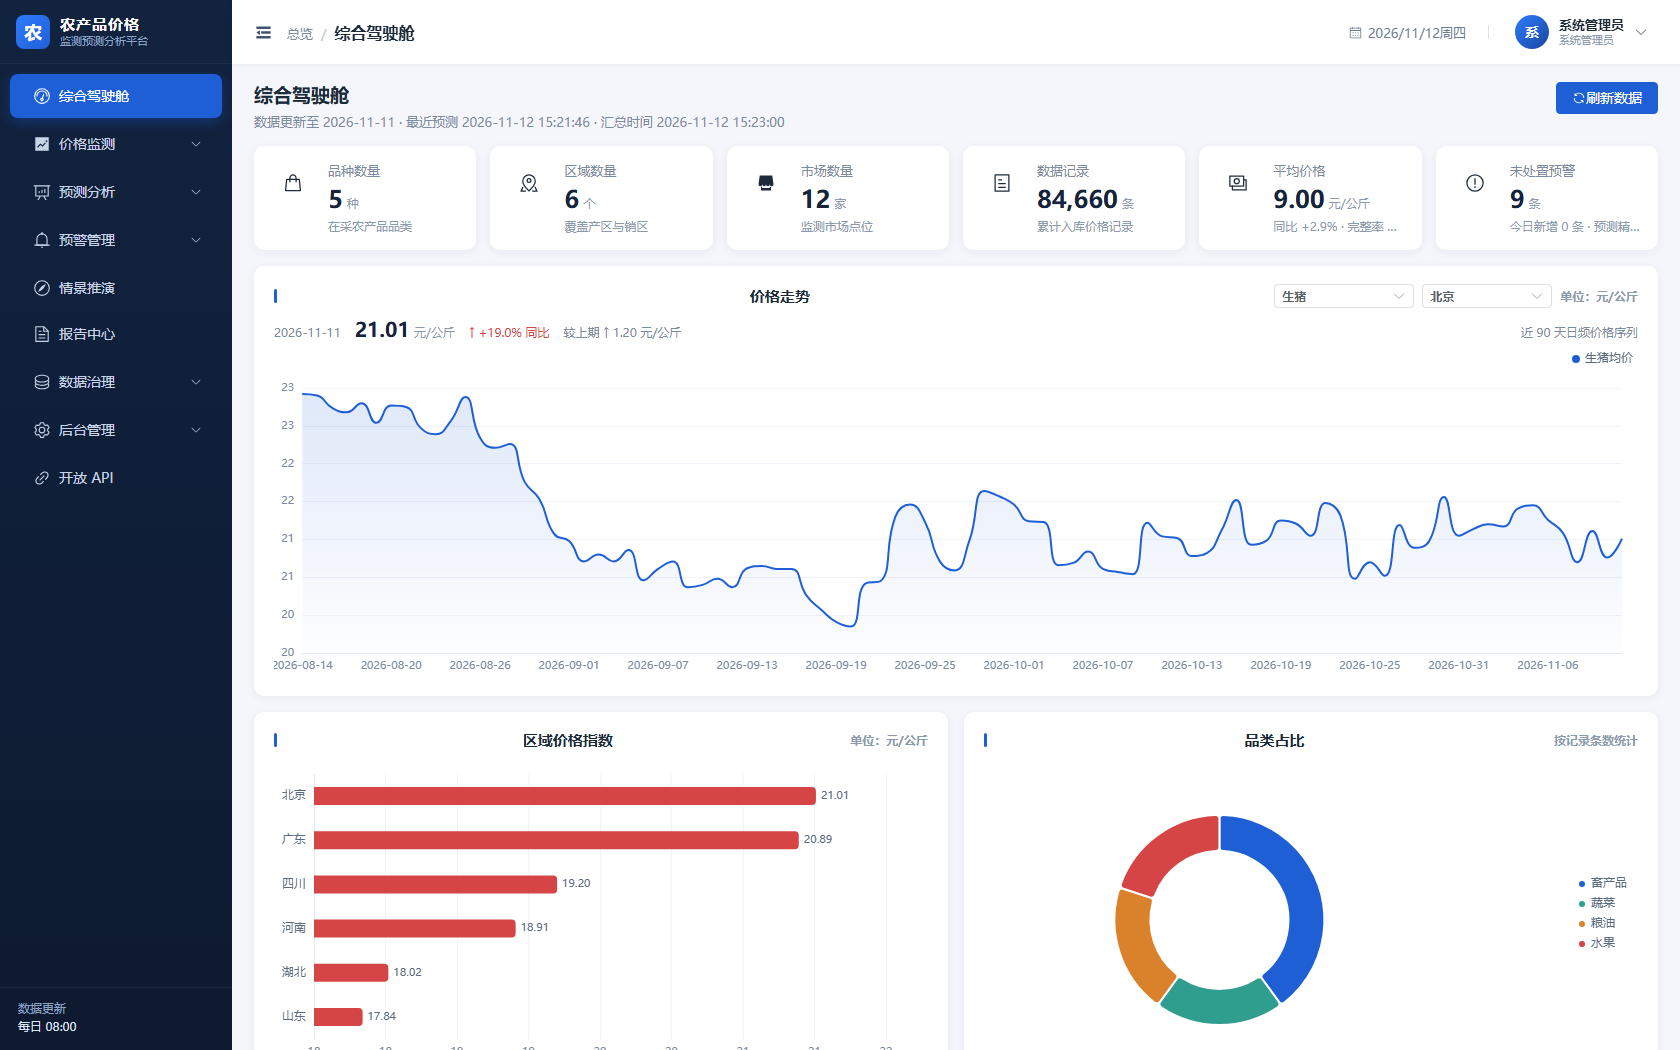 农
农产品价格
监测预测分析平台
综合驾驶舱
价格监测
预测分析
预警管理
情景推演
报告中心
数据治理
后台管理
开放 API
数据更新
每日 08:00
总览 / 综合驾驶舱
2026/11/12周四
系
系统管理员
系统管理员
综合驾驶舱
数据更新至 2026-11-11 · 最近预测 2026-11-12 15:21:46 · 汇总时间 2026-11-12 15:23:00
刷新数据
品种数量
5 种
在采农产品品类
区域数量
6 个
覆盖产区与销区
市场数量
12 家
监测市场点位
数据记录
84,660 条
累计入库价格记录
平均价格
9.00 元/公斤
同比 +2.9% · 完整率 ...
未处置预警
9 条
今日新增 0 条 · 预测精...
价格走势
生猪
北京
单位：元/公斤
2026-11-11 21.01 元/公斤 ↑ +19.0% 同比 较上期 ↑ 1.20 元/公斤
近 90 天日频价格序列
生猪均价
23
23
22
22
21
21
20
20
2026-08-14 2026-08-20 2026-08-26 2026-09-01 2026-09-07 2026-09-13 2026-09-19 2026-09-25 2026-10-01 2026-10-07 2026-10-13 2026-10-19 2026-10-25 2026-10-31 2026-11-06
区域价格指数
单位：元/公斤
北京 21.01
广东 20.89
四川 19.20
河南 18.91
湖北 18.02
山东 17.84
品类占比
按记录条数统计
畜产品
蔬菜
粮油
水果